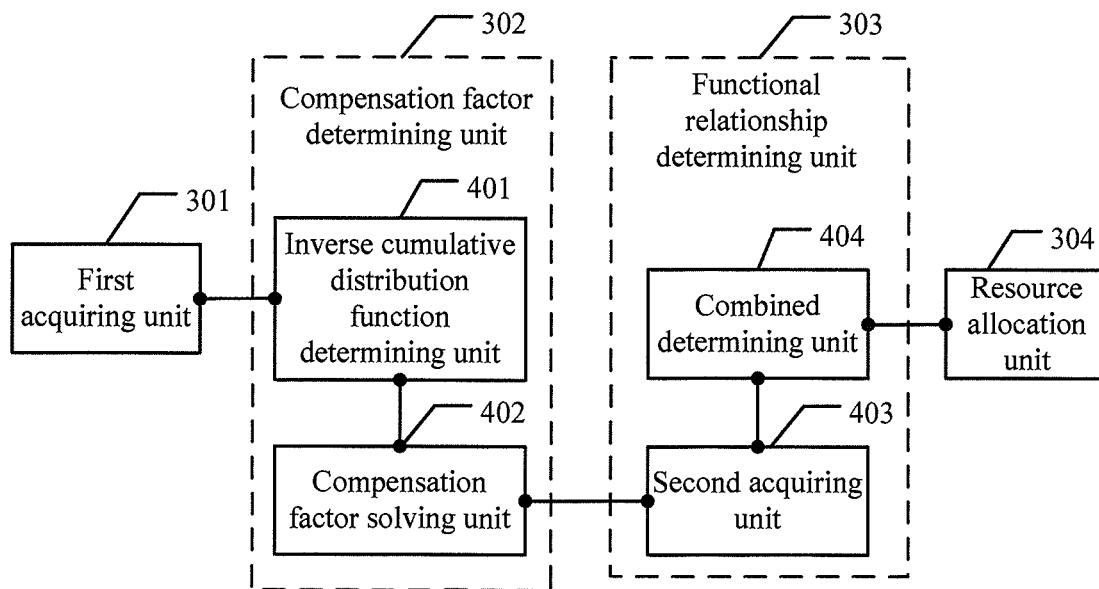 302
303
Compensation factor
determining unit
Functional
relationship
determining unit
301
401
404
304
First
acquiring unit
Inverse cumulative
distribution
function
determining unit
Combined
determining unit
Resource
allocation
unit
402
403
Compensation
factor solving unit
Second acquiring
unit